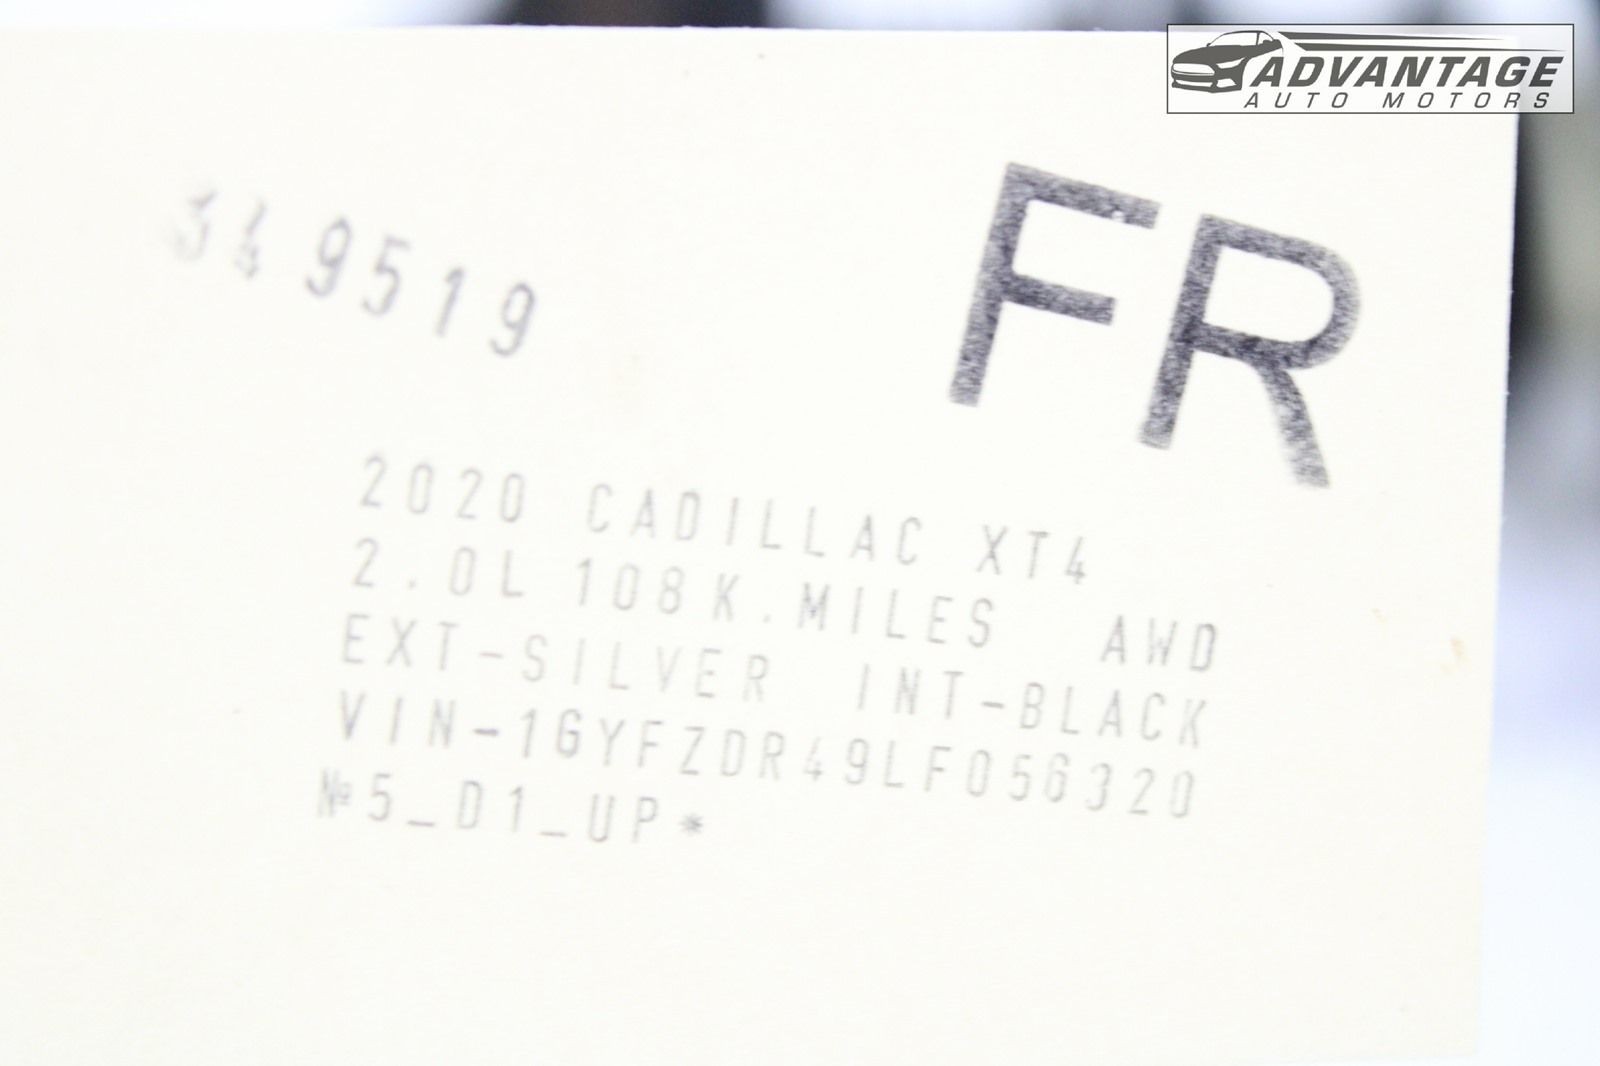 ADVANTAGE
AUTO MOTORS
FR
9519
2020 CADILLAC XT4
2.0L 108K.MILES AWD
EXT-SILVER INT-BLACK
VIN-1GYFZDR49LF056320
№5_D1_UP*